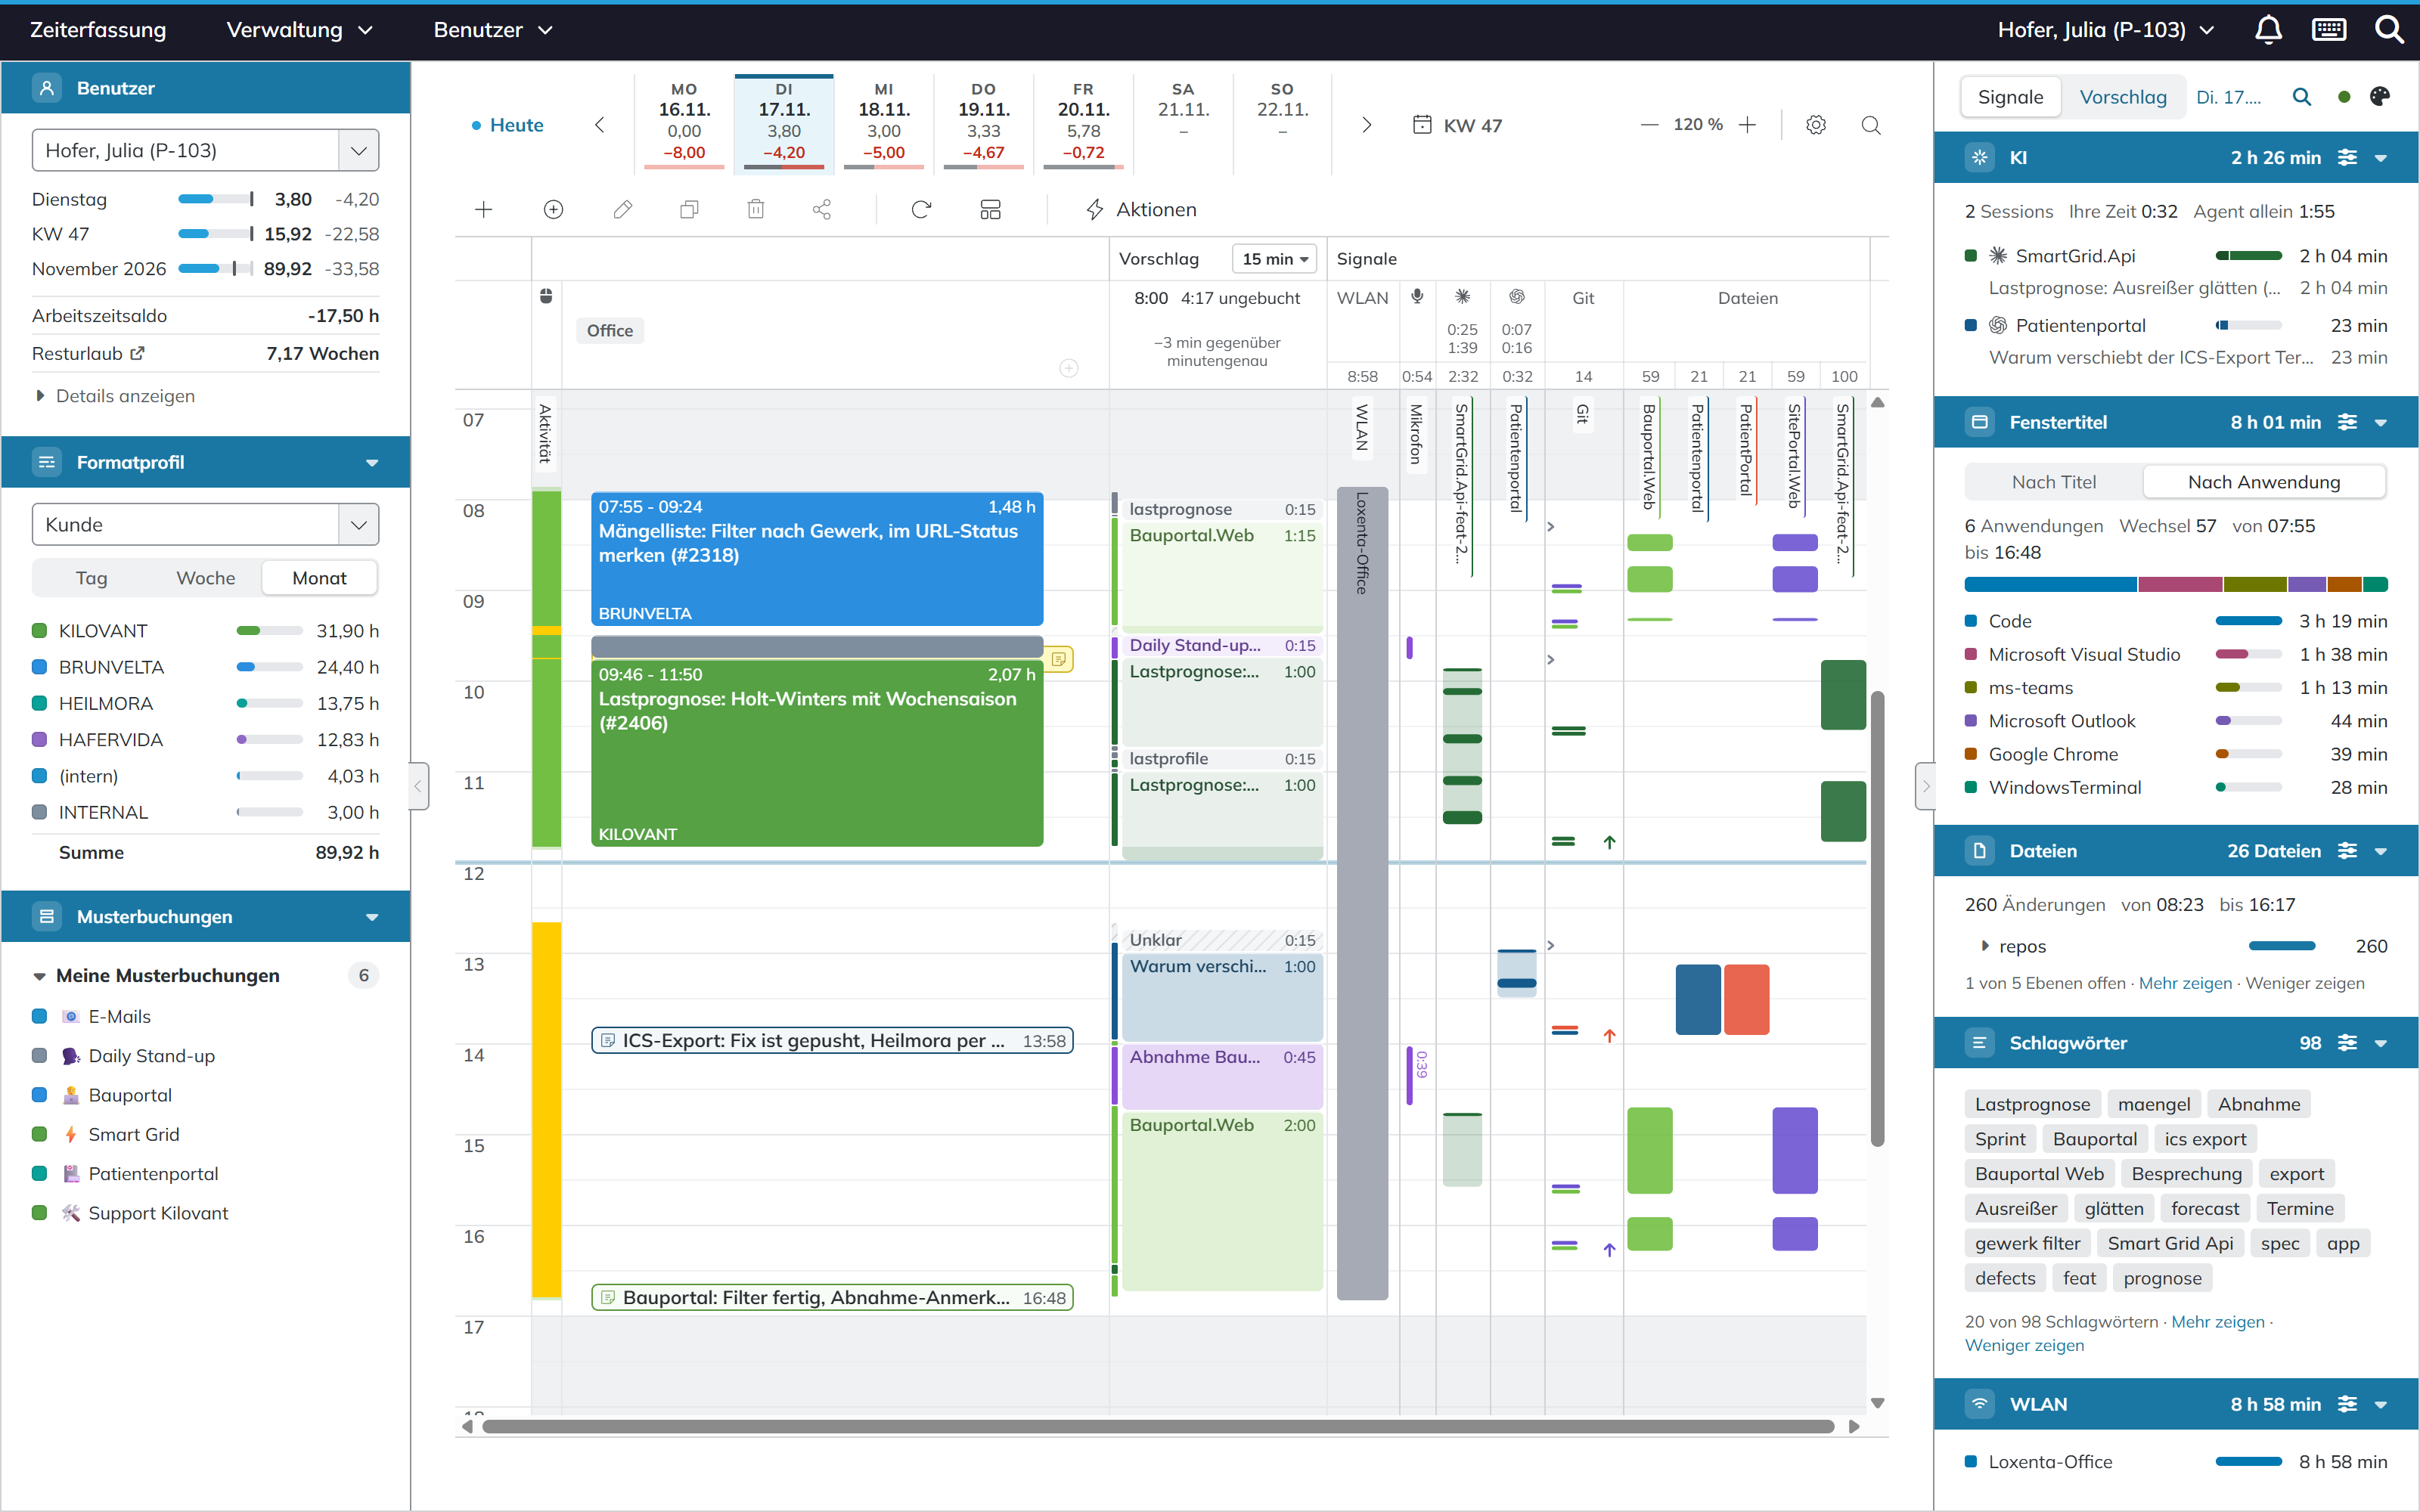 Zeiterfassung
Verwaltung
Benutzer
Hofer, Julia (P-103)
Benutzer
Hofer, Julia (P-103)
Dienstag 3,80 -4,20
KW 47 15,92 -22,58
November 2026 89,92 -33,58
Arbeitszeitsaldo -17,50 h
Resturlaub 7,17 Wochen
Details anzeigen
Formatprofil
Kunde
Tag Woche Monat
KILOVANT 31,90 h
BRUNVELTA 24,40 h
HEILMORA 13,75 h
HAFERVIDA 12,83 h
(intern) 4,03 h
INTERNAL 3,00 h
Summe 89,92 h
Musterbuchungen
Meine Musterbuchungen 6
E-Mails
Daily Stand-up
Bauportal
Smart Grid
Patientenportal
Support Kilovant
Heute
MO
16.11.
0,00
−8,00
DI
17.11.
3,80
−4,20
MI
18.11.
3,00
−5,00
DO
19.11.
3,33
−4,67
FR
20.11.
5,78
−0,72
SA
21.11.
–
SO
22.11.
–
KW 47
120 %
Aktionen
Vorschlag 15 min
Signale
Office
8:00 4:17 ungebucht
−3 min gegenüber
minutengenau
WLAN
8:58
0:54
0:25
1:39
2:32
0:07
0:16
0:32
Git
14
Dateien
59 21 21 59 100
Aktivität
WLAN
Mikrofon
SmartGrid.Api-feat-2...
Patientenportal
Git
Bauportal.Web
Patientenportal
PatientPortal
SitePortal.Web
SmartGrid.Api-feat-2...
07
08
09
10
11
12
13
14
15
16
17
07:55 - 09:24 1,48 h
Mängelliste: Filter nach Gewerk, im URL-Status
merken (#2318)
BRUNVELTA
09:46 - 11:50 2,07 h
Lastprognose: Holt-Winters mit Wochensaison
(#2406)
KILOVANT
ICS-Export: Fix ist gepusht, Heilmora per ... 13:58
Bauportal: Filter fertig, Abnahme-Anmerk... 16:48
lastprognose 0:15
Bauportal.Web 1:15
Daily Stand-up... 0:15
Lastprognose:... 1:00
lastprofile 0:15
Lastprognose:... 1:00
Unklar 0:15
Warum verschi... 1:00
Abnahme Bau... 0:45
Bauportal.Web 2:00
Loxenta-Office
0:39
Signale Vorschlag Di. 17....
KI 2 h 26 min
2 Sessions Ihre Zeit 0:32 Agent allein 1:55
SmartGrid.Api 2 h 04 min
Lastprognose: Ausreißer glätten (... 2 h 04 min
Patientenportal 23 min
Warum verschiebt der ICS-Export Ter... 23 min
Fenstertitel 8 h 01 min
Nach Titel Nach Anwendung
6 Anwendungen Wechsel 57 von 07:55
bis 16:48
Code 3 h 19 min
Microsoft Visual Studio 1 h 38 min
ms-teams 1 h 13 min
Microsoft Outlook 44 min
Google Chrome 39 min
WindowsTerminal 28 min
Dateien 26 Dateien
260 Änderungen von 08:23 bis 16:17
repos 260
1 von 5 Ebenen offen · Mehr zeigen · Weniger zeigen
Schlagwörter 98
Lastprognose maengel Abnahme
Sprint Bauportal ics export
Bauportal Web Besprechung export
Ausreißer glätten forecast Termine
gewerk filter Smart Grid Api spec app
defects feat prognose
20 von 98 Schlagwörtern · Mehr zeigen ·
Weniger zeigen
WLAN 8 h 58 min
Loxenta-Office 8 h 58 min